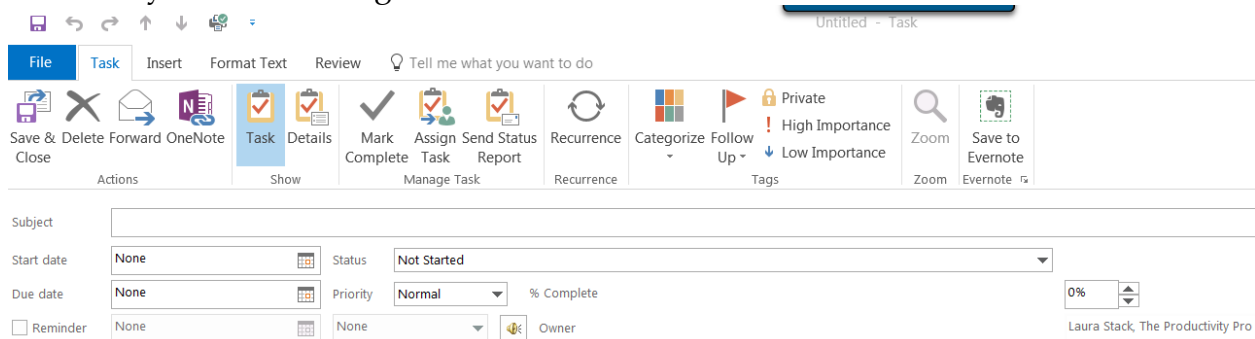 Untitled - Task
File Task Insert Format Text Review Tell me what you want to do
Save & Close Delete Forward OneNote Task Details Mark Complete Assign Task Send Status Report Recurrence Categorize Follow Up Private High Importance Low Importance Zoom Save to Evernote
Actions Show Manage Task Recurrence Tags Zoom Evernote
Subject
Start date None Status Not Started
Due date None Priority Normal % Complete 0%
Reminder None None Owner Laura Stack, The Productivity Pro